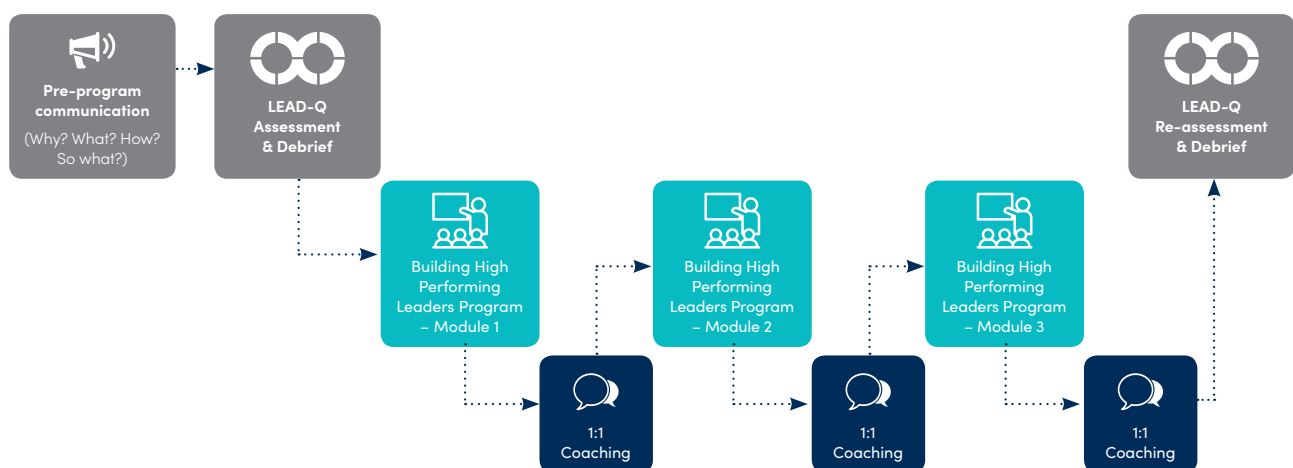 Pre-program
communication
(Why? What? How?
So what?)
LEAD-Q
Assessment
& Debrief
Building High
Performing
Leaders Program
– Module 1
1:1
Coaching
Building High
Performing
Leaders Program
– Module 2
1:1
Coaching
Building High
Performing
Leaders Program
– Module 3
1:1
Coaching
LEAD-Q
Re-assessment
& Debrief